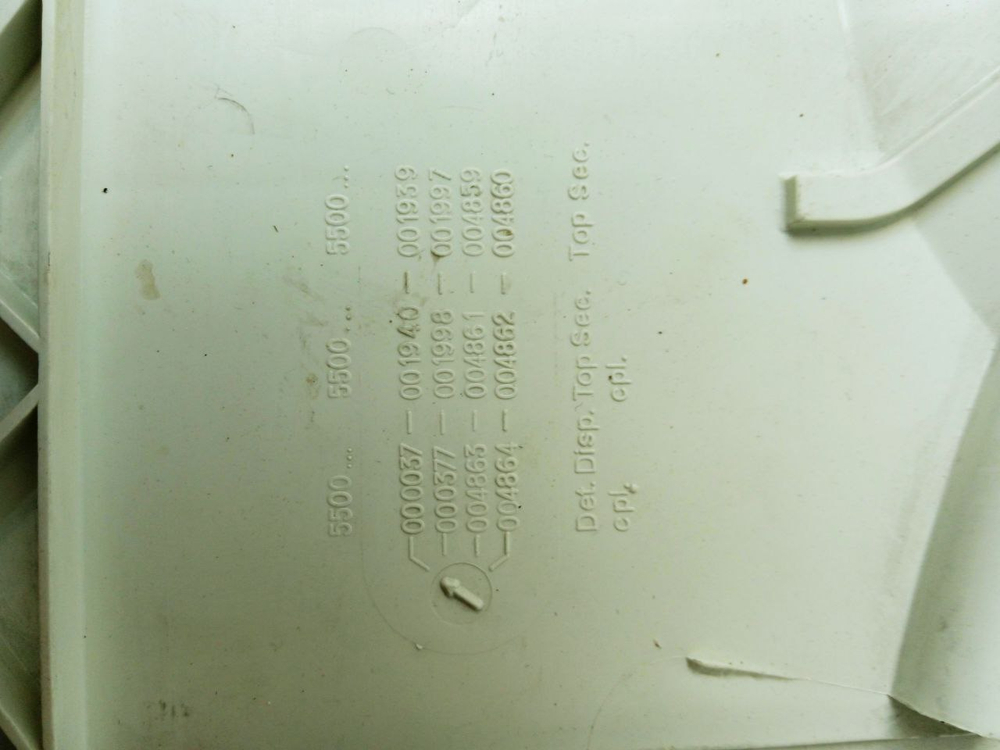 5500... 5500... 5500...
000037 — 001940 — 001939
000377 — 001998 — 001997
004863 — 004861 — 004859
004864 — 004862 — 004860
Det. Disp. Top Sec. Top Sec.
cpl. cpl.